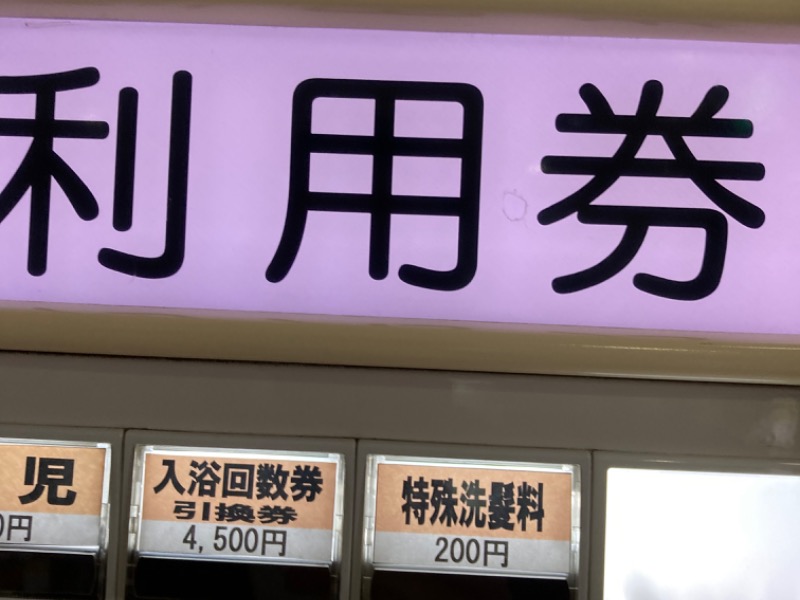 利用券
児
0円
入浴回数券
引換券
4,500円
特殊洗髪料
200円